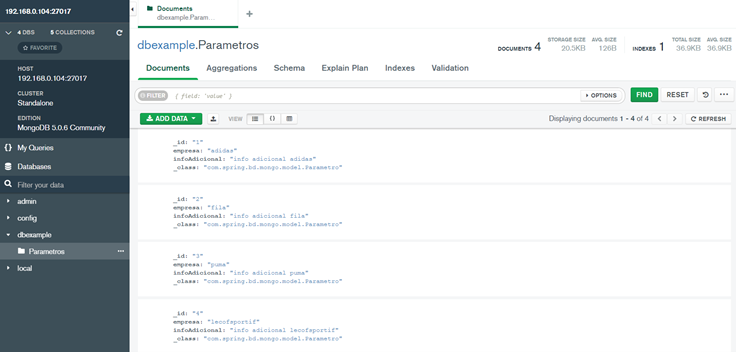 192.168.0.104:27017
4 DBS 5 COLLECTIONS
FAVORITE
HOST
192.168.0.104:27017
CLUSTER
Standalone
EDITION
MongoDB 5.0.6 Community
My Queries
Databases
Filter your data
admin
config
dbexample
Parametros
local
Documents
dbexample.Param...
dbexample.Parametros
DOCUMENTS 4
STORAGE SIZE
20.5KB
AVG. SIZE
126B
INDEXES 1
TOTAL SIZE
36.9KB
AVG. SIZE
36.9KB
Documents Aggregations Schema Explain Plan Indexes Validation
FILTER { field: 'value' } OPTIONS FIND RESET
ADD DATA VIEW {} Displaying documents 1 - 4 of 4 REFRESH
_id: "1"
empresa: "adidas"
infoAdicional: "info adicional adidas"
_class: "com.spring.bd.mongo.model.Parametro"
_id: "2"
empresa: "fila"
infoAdicional: "info adicional fila"
_class: "com.spring.bd.mongo.model.Parametro"
_id: "3"
empresa: "puma"
infoAdicional: "info adicional puma"
_class: "com.spring.bd.mongo.model.Parametro"
_id: "4"
empresa: "lecofsportif"
infoAdicional: "info adicional lecofsportif"
_class: "com.spring.bd.mongo.model.Parametro"